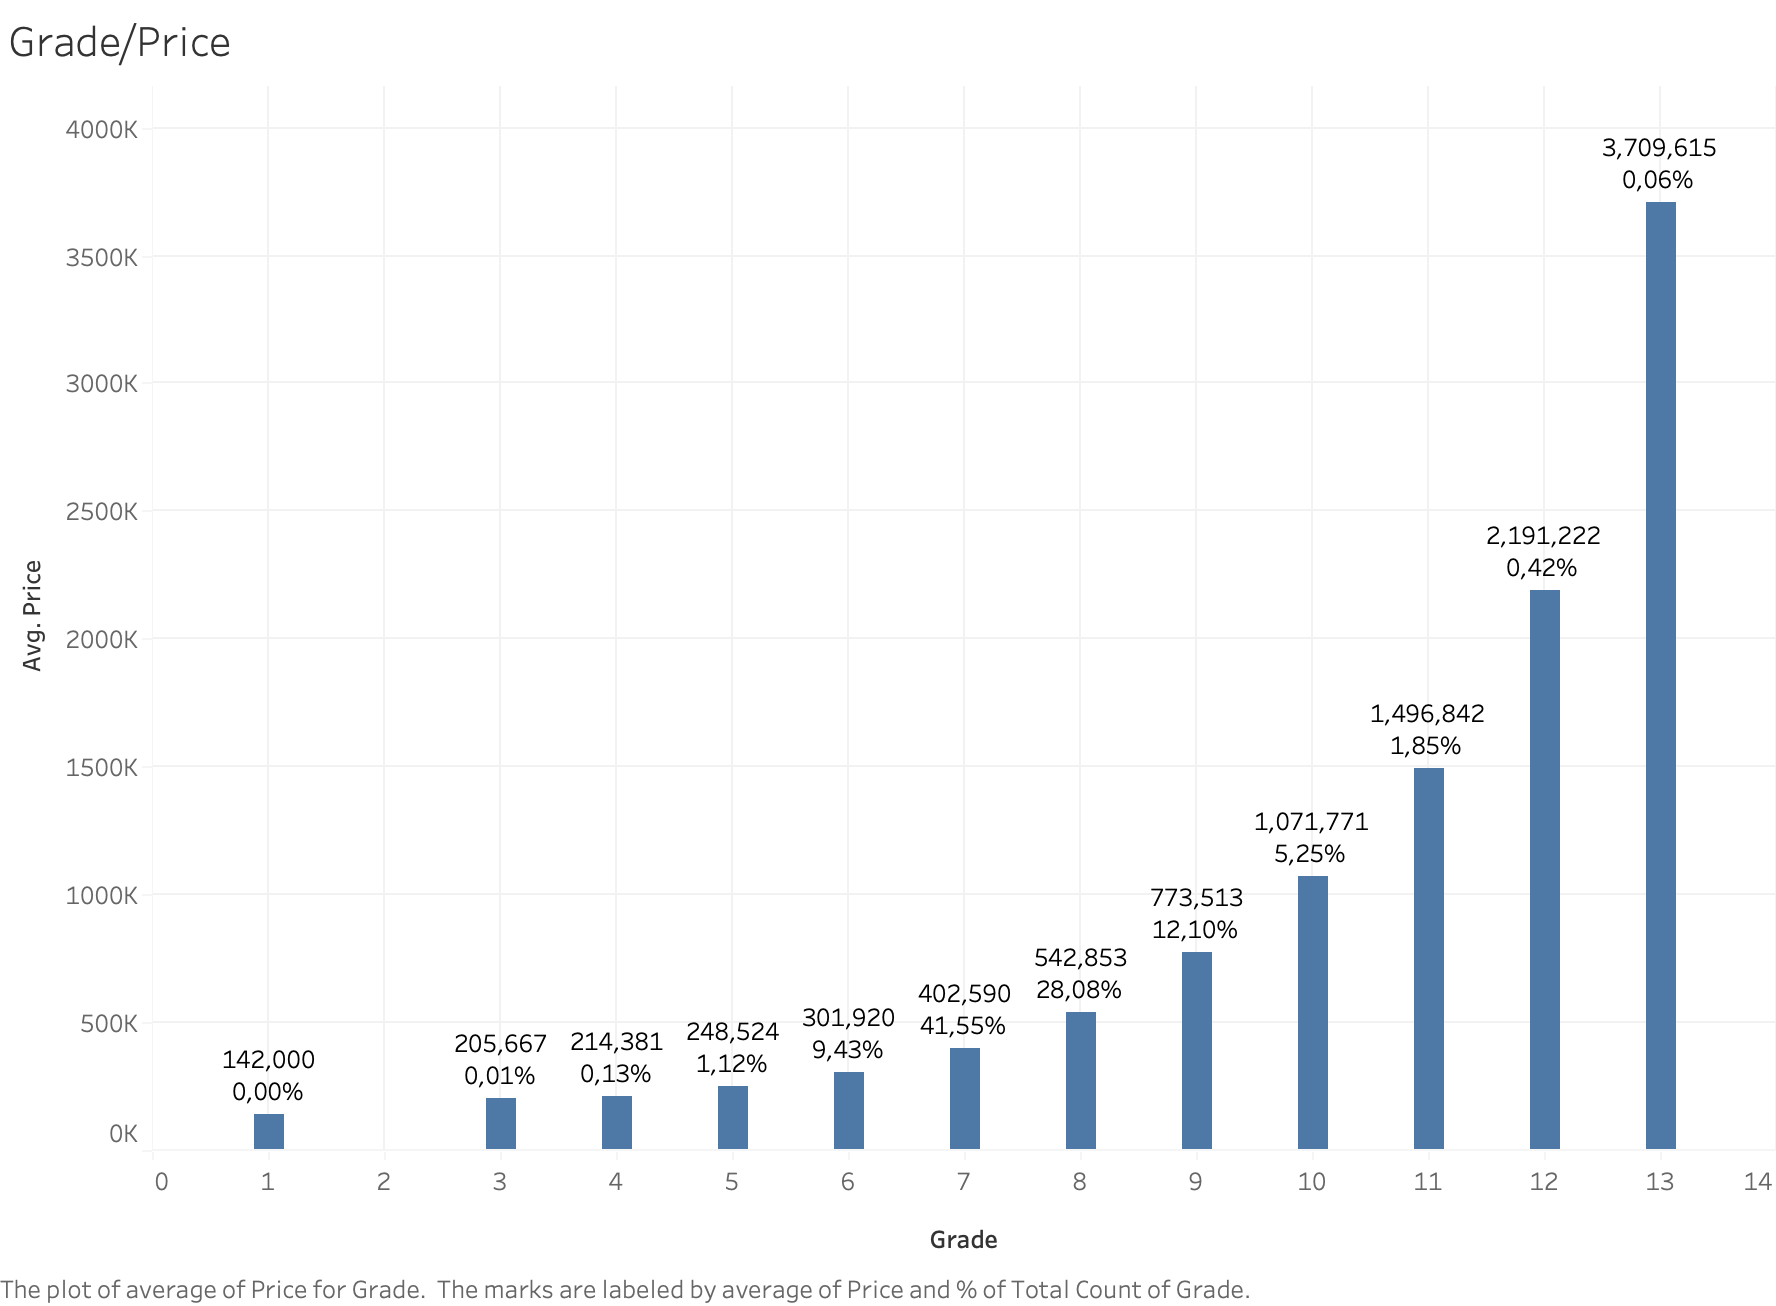 Grade/Price
4000K
3500K
3000K
2500K
2000K
1500K
1000K
500K
0K
Avg. Price
142,000
0,00%
205,667
0,01%
214,381
0,13%
248,524
1,12%
301,920
9,43%
402,590
41,55%
542,853
28,08%
773,513
12,10%
1,071,771
5,25%
1,496,842
1,85%
2,191,222
0,42%
3,709,615
0,06%
0 1 2 3 4 5 6 7 8 9 10 11 12 13 14
Grade
The plot of average of Price for Grade. The marks are labeled by average of Price and % of Total Count of Grade.